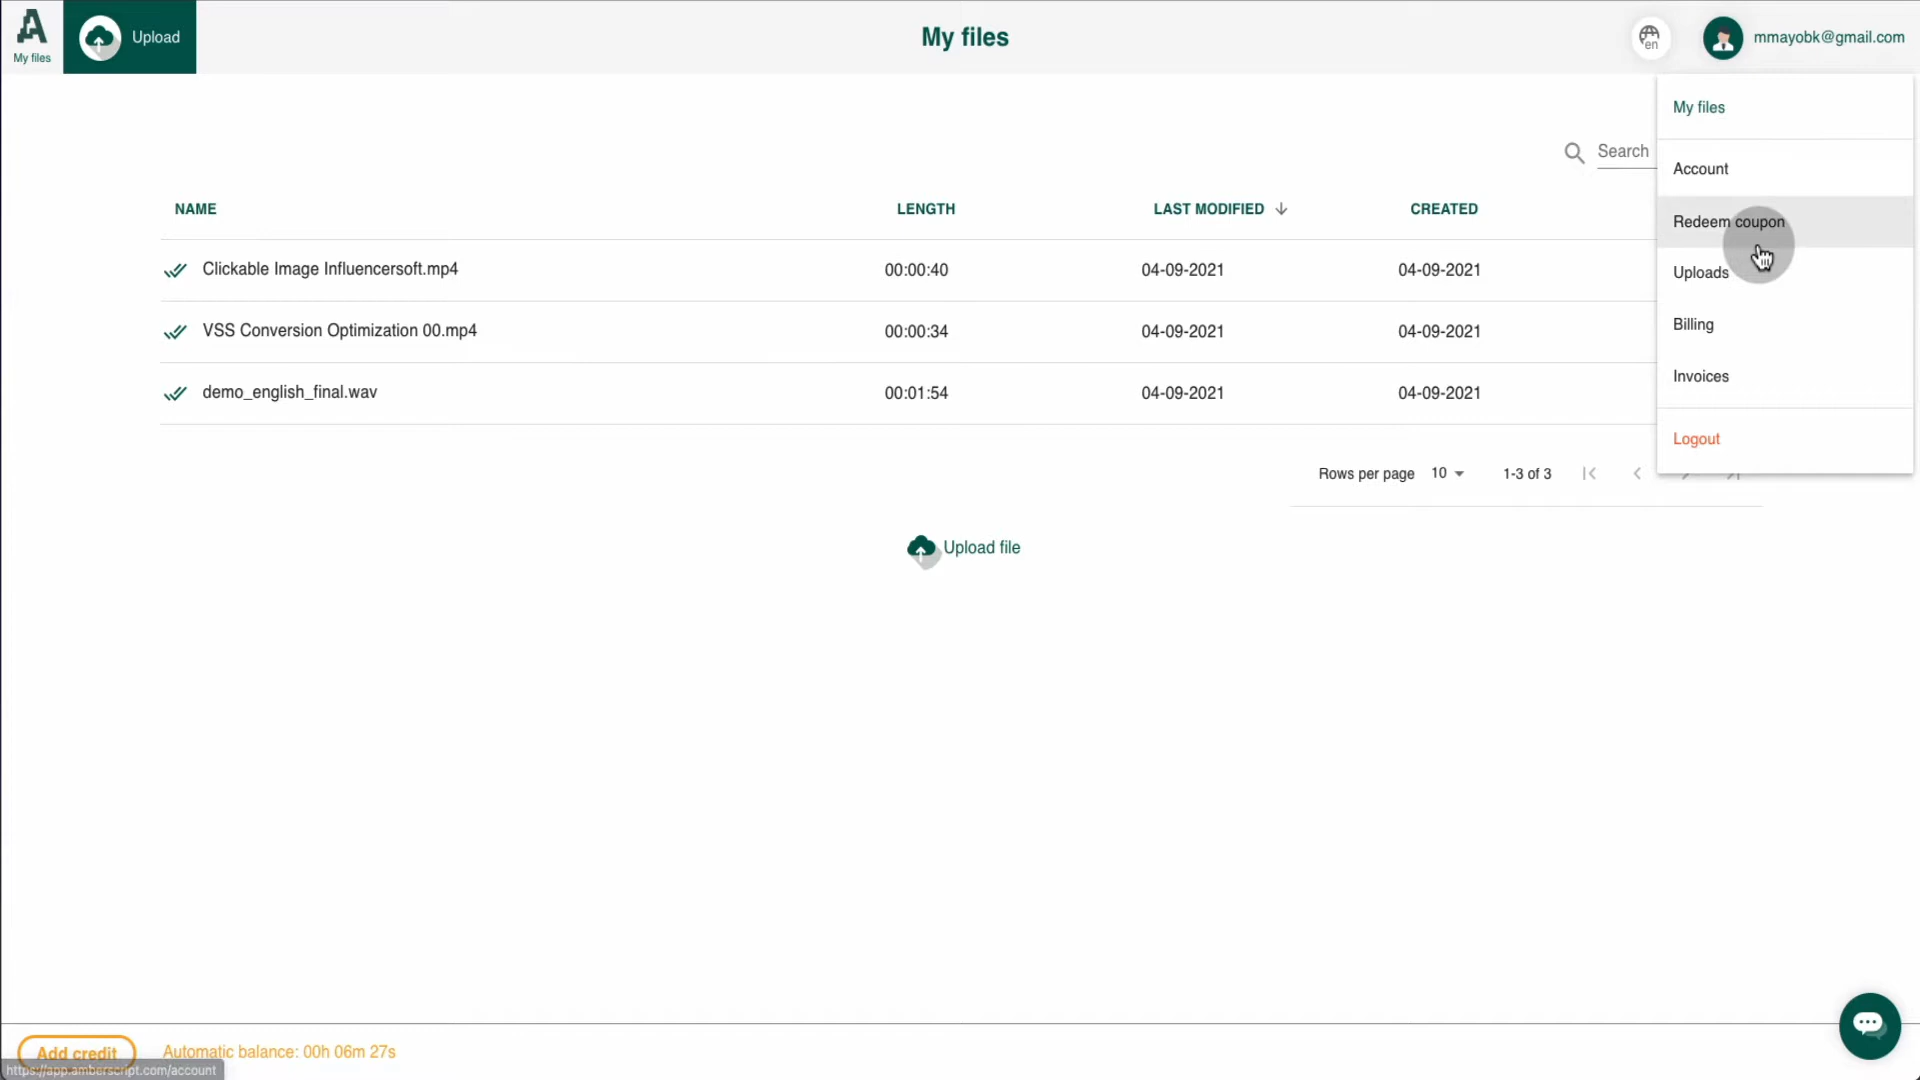 My files
Upload
My files
en
mmayobk@gmail.com
My files
Account
Redeem coupon
Uploads
Billing
Invoices
Logout
Search
NAME LENGTH LAST MODIFIED CREATED
Clickable Image Influencersoft.mp4 00:00:40 04-09-2021 04-09-2021
VSS Conversion Optimization 00.mp4 00:00:34 04-09-2021 04-09-2021
demo_english_final.wav 00:01:54 04-09-2021 04-09-2021
Rows per page 10 1-3 of 3
Upload file
Add credit Automatic balance: 00h 06m 27s
https://app.amberscript.com/account